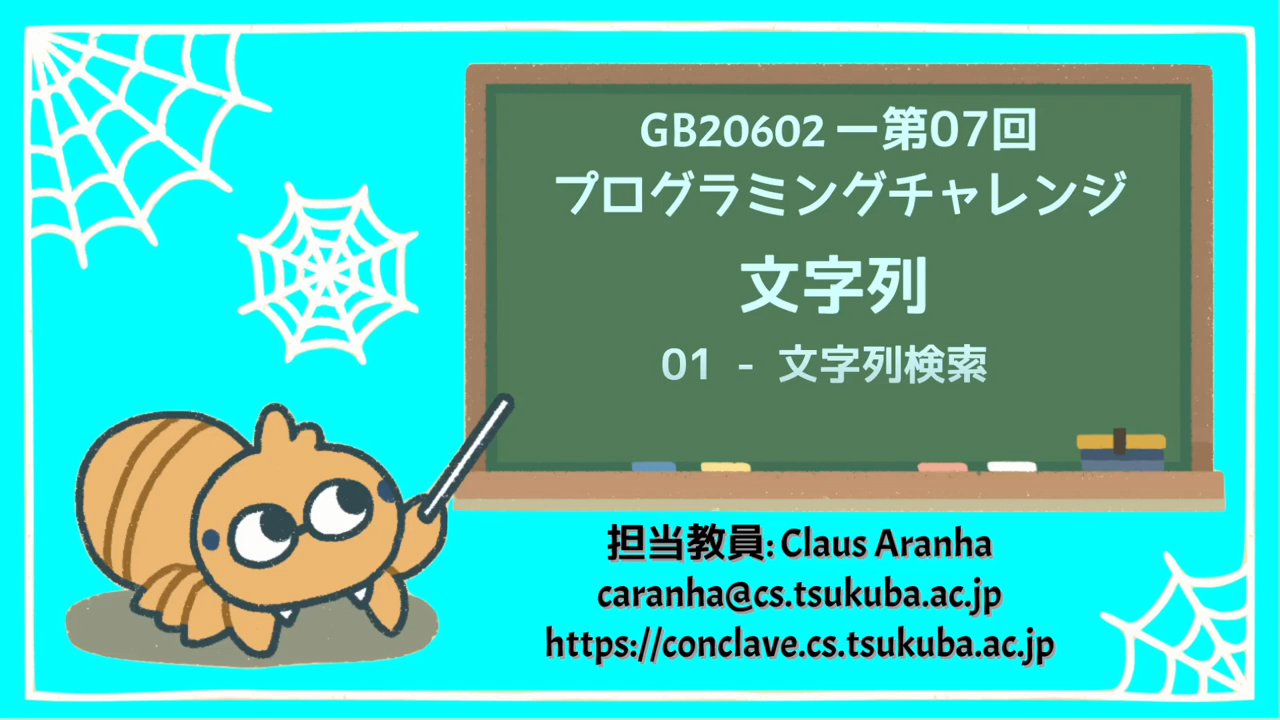 GB20602 ー第07回
プログラミングチャレンジ
文字列
01 - 文字列検索
担当教員: Claus Aranha
caranha@cs.tsukuba.ac.jp
https://conclave.cs.tsukuba.ac.jp